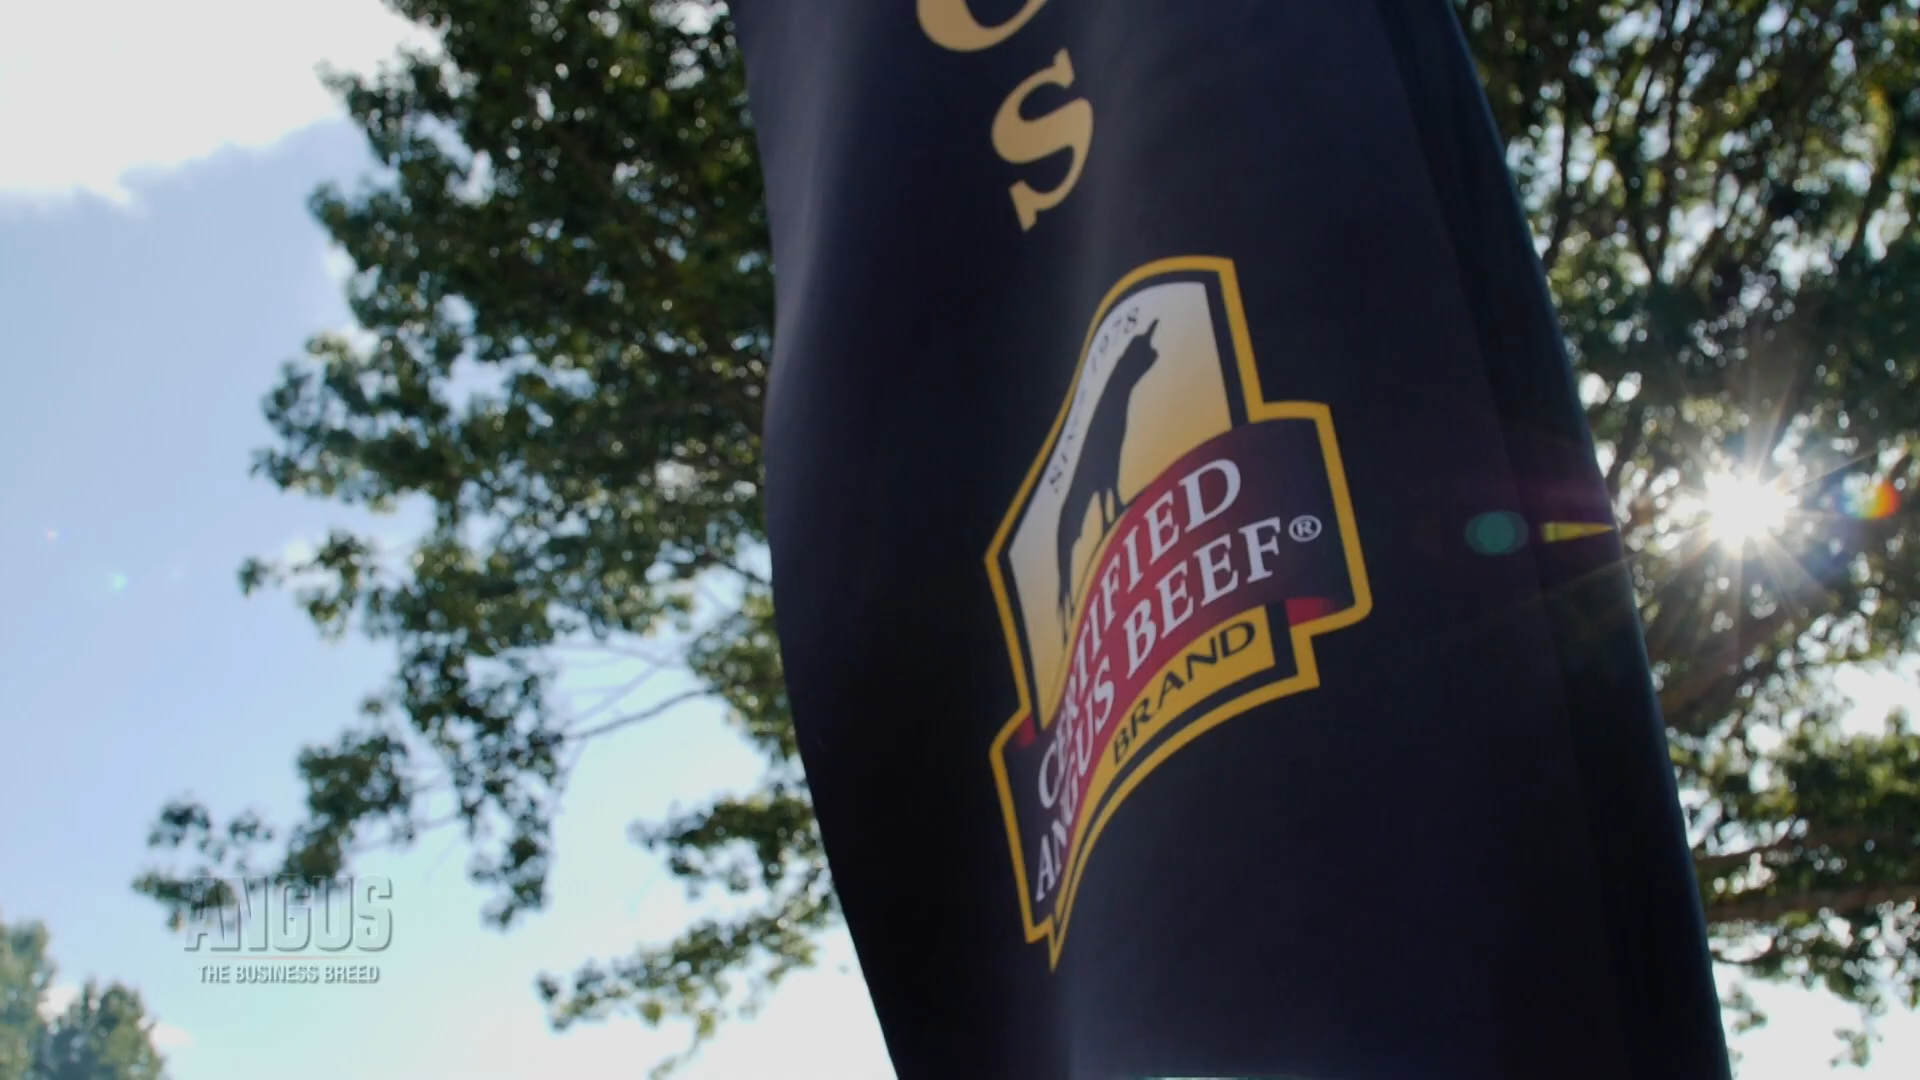 S
SINCE 1978
CERTIFIED
ANGUS BEEF®
BRAND
ANGUS
THE BUSINESS BREED